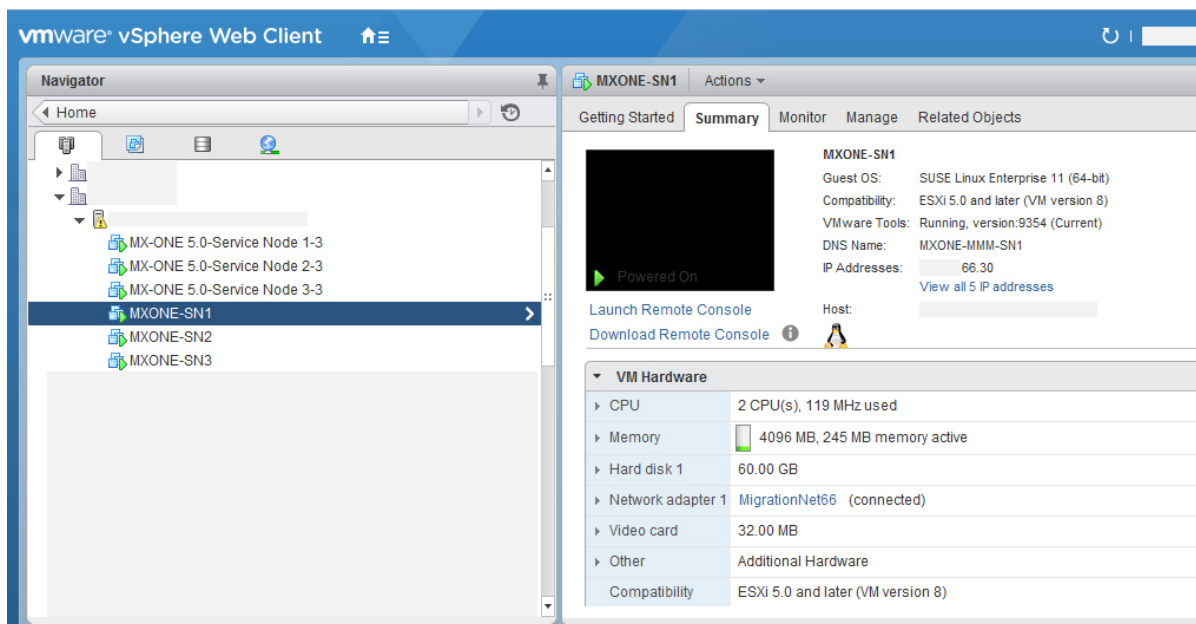 vmware® vSphere Web Client
Navigator
Home
MX-ONE 5.0-Service Node 1-3
MX-ONE 5.0-Service Node 2-3
MX-ONE 5.0-Service Node 3-3
MXONE-SN1
MXONE-SN2
MXONE-SN3
MXONE-SN1 Actions
Getting Started Summary Monitor Manage Related Objects
Powered On
Launch Remote Console
Download Remote Console
MXONE-SN1
Guest OS: SUSE Linux Enterprise 11 (64-bit)
Compatibility: ESXi 5.0 and later (VM version 8)
VMware Tools: Running, version:9354 (Current)
DNS Name: MXONE-MMM-SN1
IP Addresses: 66.30
View all 5 IP addresses
Host:
VM Hardware
CPU 2 CPU(s), 119 MHz used
Memory 4096 MB, 245 MB memory active
Hard disk 1 60.00 GB
Network adapter 1 MigrationNet66 (connected)
Video card 32.00 MB
Other Additional Hardware
Compatibility ESXi 5.0 and later (VM version 8)